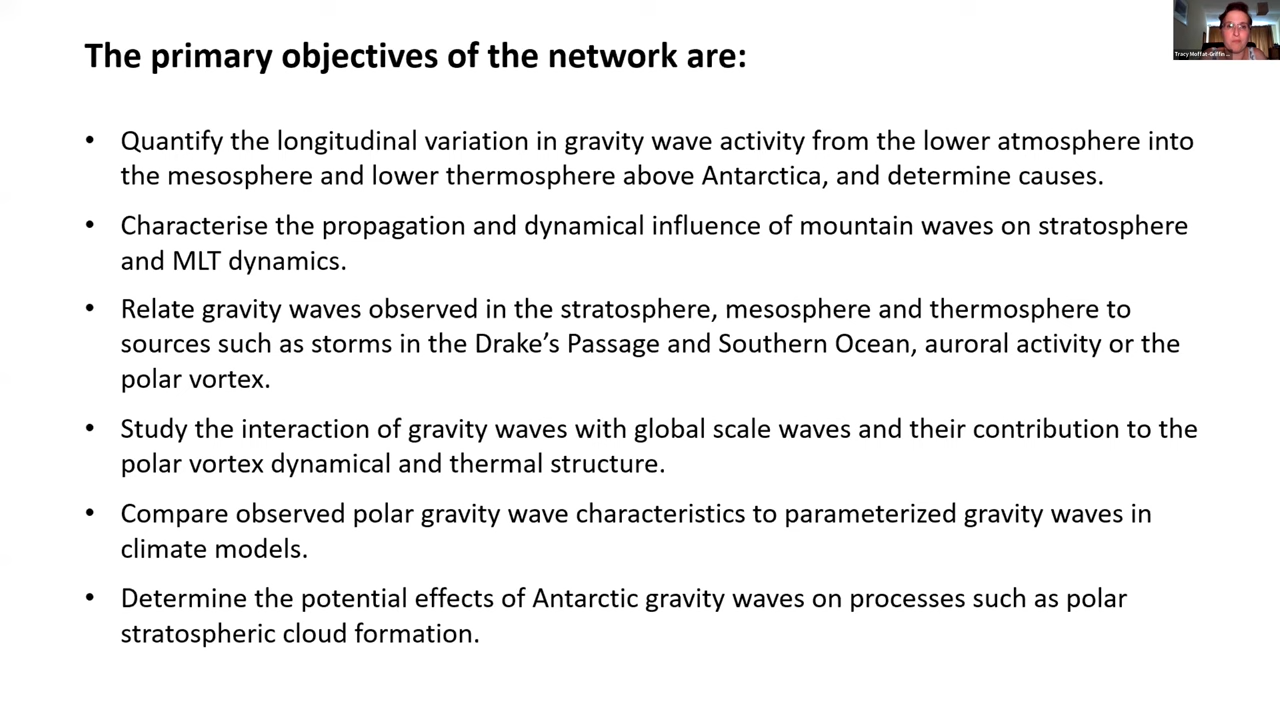 The primary objectives of the network are:
• Quantify the longitudinal variation in gravity wave activity from the lower atmosphere into
the mesosphere and lower thermosphere above Antarctica, and determine causes.
• Characterise the propagation and dynamical influence of mountain waves on stratosphere
and MLT dynamics.
• Relate gravity waves observed in the stratosphere, mesosphere and thermosphere to
sources such as storms in the Drake’s Passage and Southern Ocean, auroral activity or the
polar vortex.
• Study the interaction of gravity waves with global scale waves and their contribution to the
polar vortex dynamical and thermal structure.
• Compare observed polar gravity wave characteristics to parameterized gravity waves in
climate models.
• Determine the potential effects of Antarctic gravity waves on processes such as polar
stratospheric cloud formation.
Tracy Moffat-Griffin ...